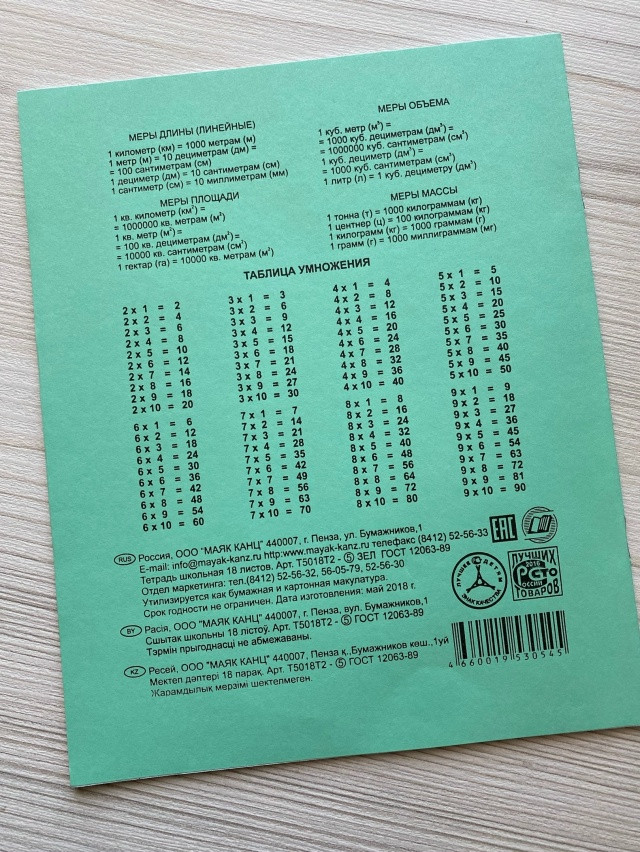 МЕРЫ ДЛИНЫ (ЛИНЕЙНЫЕ)
1 километр (км) = 1000 метрам (м)
1 метр (м) = 10 дециметрам (дм) =
= 100 сантиметрам (см)
1 дециметр (дм) = 10 сантиметрам (см)
1 сантиметр (см) = 10 миллиметрам (мм)
МЕРЫ ПЛОЩАДИ
1 кв. километр (км²) =
= 1000000 кв. метрам (м²)
1 кв. метр (м²) =
= 100 кв. дециметрам (дм²) =
= 10000 кв. сантиметрам (см²)
1 гектар (га) = 10000 кв. метрам (м²)
МЕРЫ ОБЪЕМА
1 куб. метр (м³) =
= 1000 куб. дециметрам (дм³) =
= 1000000 куб. сантиметрам (см³)
1 куб. дециметр (дм³) =
= 1000 куб. сантиметрам (см³)
1 литр (л) = 1 куб. дециметру (дм³)
МЕРЫ МАССЫ
1 тонна (т) = 1000 килограммам (кг)
1 центнер (ц) = 100 килограммам (кг)
1 килограмм (кг) = 1000 граммам (г)
1 грамм (г) = 1000 миллиграммам (мг)
ТАБЛИЦА УМНОЖЕНИЯ
2 x 1 = 2
2 x 2 = 4
2 x 3 = 6
2 x 4 = 8
2 x 5 = 10
2 x 6 = 12
2 x 7 = 14
2 x 8 = 16
2 x 9 = 18
2 x 10 = 20
3 x 1 = 3
3 x 2 = 6
3 x 3 = 9
3 x 4 = 12
3 x 5 = 15
3 x 6 = 18
3 x 7 = 21
3 x 8 = 24
3 x 9 = 27
3 x 10 = 30
4 x 1 = 4
4 x 2 = 8
4 x 3 = 12
4 x 4 = 16
4 x 5 = 20
4 x 6 = 24
4 x 7 = 28
4 x 8 = 32
4 x 9 = 36
4 x 10 = 40
5 x 1 = 5
5 x 2 = 10
5 x 3 = 15
5 x 4 = 20
5 x 5 = 25
5 x 6 = 30
5 x 7 = 35
5 x 8 = 40
5 x 9 = 45
5 x 10 = 50
6 x 1 = 6
6 x 2 = 12
6 x 3 = 18
6 x 4 = 24
6 x 5 = 30
6 x 6 = 36
6 x 7 = 42
6 x 8 = 48
6 x 9 = 54
6 x 10 = 60
7 x 1 = 7
7 x 2 = 14
7 x 3 = 21
7 x 4 = 28
7 x 5 = 35
7 x 6 = 42
7 x 7 = 49
7 x 8 = 56
7 x 9 = 63
7 x 10 = 70
8 x 1 = 8
8 x 2 = 16
8 x 3 = 24
8 x 4 = 32
8 x 5 = 40
8 x 6 = 48
8 x 7 = 56
8 x 8 = 64
8 x 9 = 72
8 x 10 = 80
9 x 1 = 9
9 x 2 = 18
9 x 3 = 27
9 x 4 = 36
9 x 5 = 45
9 x 6 = 54
9 x 7 = 63
9 x 8 = 72
9 x 9 = 81
9 x 10 = 90
RUS Россия, ООО "МАЯК КАНЦ" 440007, г. Пенза, ул. Бумажников,1
E-mail: info@mayak-kanz.ru http:www.mayak-kanz.ru телефакс (8412) 52-56-33
Тетрадь школьная 18 листов. Арт. Т5018Т2 - ⑤ ЗЕЛ ГОСТ 12063-89
Отдел маркетинга: тел.(8412) 52-56-32, 56-05-79, 52-56-30
Утилизируется как бумажная и картонная макулатура.
Срок годности не ограничен. Дата изготовления: май 2018 г.
BY Расія, ООО "МАЯК КАНЦ" 440007, г. Пенза, вул. Бумажников,1
Сшытак школьны 18 лістоў. Арт. Т5018Т2 - ⑤ ГОСТ 12063-89
Тэрмін прыгоднасці не абмежаваны.
KZ Ресей, ООО "МАЯК КАНЦ" 440007, Пенза қ.,Бумажников көш.,1үй
Мектеп дәптері 18 парақ. Арт. Т5018Т2 - ⑤ ГОСТ 12063-89
Жарамдылық мерзімі шектелмеген.
EAC
ЛУЧШЕЕ ДЕТЯМ
ЗНАК КАЧЕСТВА
ЛУЧШИХ
СТО
РОССИИ
ТОВАРОВ
4 660019 530545